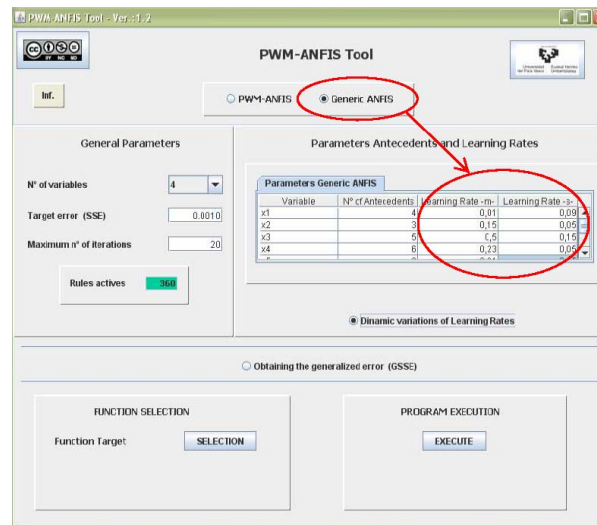 PWM-ANFIS Tool - Ver.:1.2
BY NC ND
PWM-ANFIS Tool
Inf.
PWM-ANFIS
Generic ANFIS
General Parameters
N° of variables
4
Target error (SSE)
0.0010
Maximum n° of iterations
20
Rules actives
360
Parameters Antecedents and Learning Rates
Parameters Generic ANFIS
Variable N° of Antecedents Learning Rate -m- Learning Rate -s-
x1 4 0,01 0,09
x2 3 0,15 0,05
x3 5 0,5 0,15
x4 6 0,23 0,05
Dinamic variations of Learning Rates
Obtaining the generalized error (GSSE)
FUNCTION SELECTION
Function Target
SELECTION
PROGRAM EXECUTION
EXECUTE